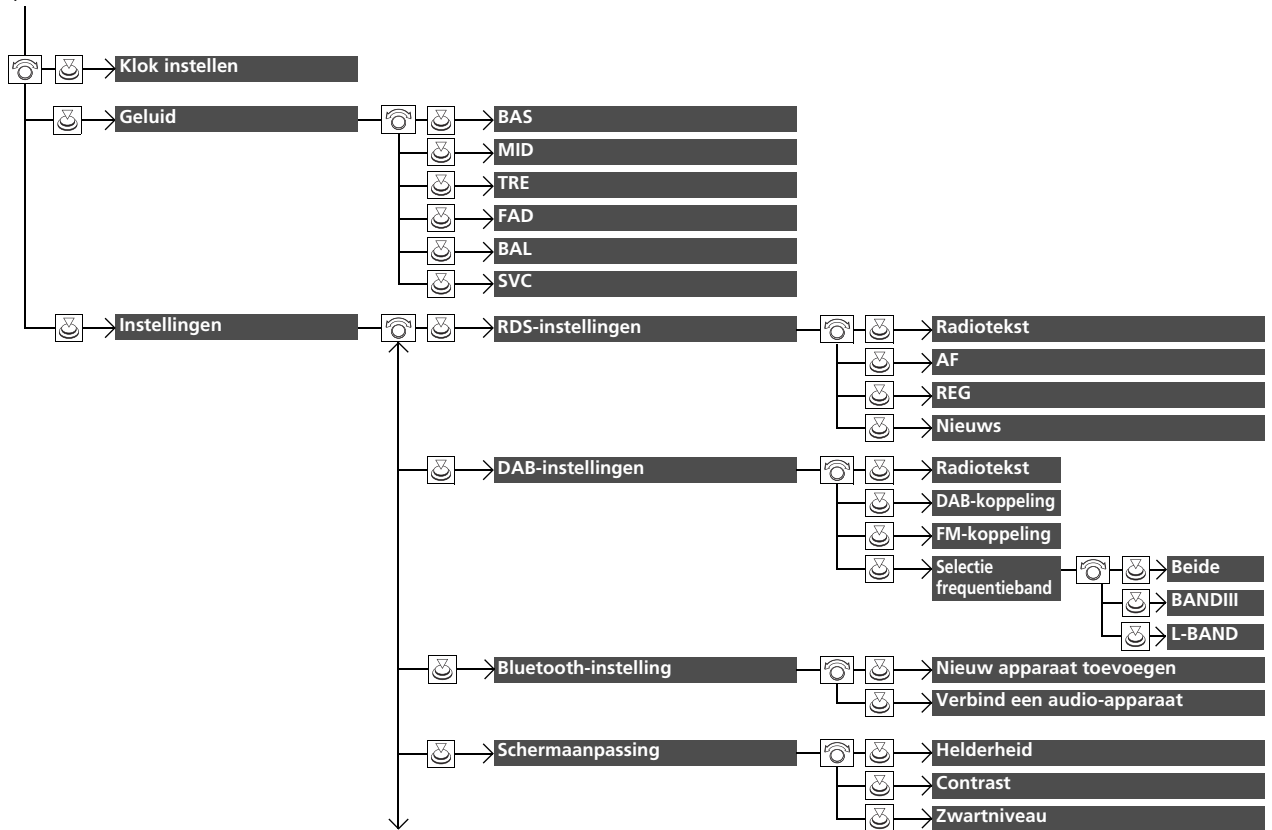 Klok instellen
Geluid
BAS
MID
TRE
FAD
BAL
SVC
Instellingen
RDS-instellingen
Radiotekst
AF
REG
Nieuws
DAB-instellingen
Radiotekst
DAB-koppeling
FM-koppeling
Selectie
frequentieband
Beide
BANDIII
L-BAND
Bluetooth-instelling
Nieuw apparaat toevoegen
Verbind een audio-apparaat
Schermaanpassing
Helderheid
Contrast
Zwartniveau